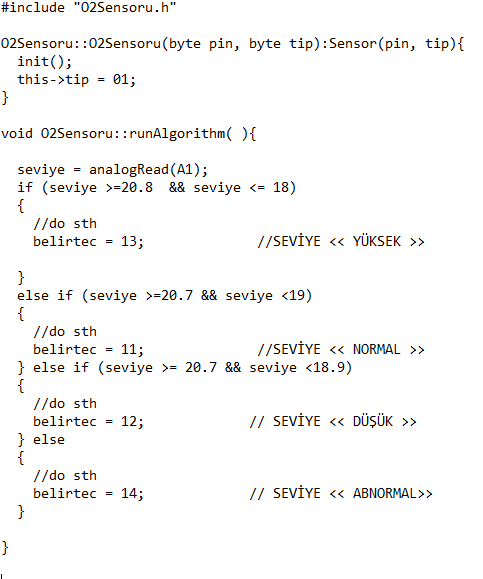 #include "O2Sensoru.h"
O2Sensoru::O2Sensoru(byte pin, byte tip):Sensor(pin, tip){
init();
this->tip = 01;
}
void O2Sensoru::runAlgorithm( ){
seviye = analogRead(A1);
if (seviye >=20.8  && seviye <= 18)
{
//do sth
belirtec = 13;              //SEVİYE << YÜKSEK >>
}
else if (seviye >=20.7 && seviye <19)
{
//do sth
belirtec = 11;              //SEVİYE << NORMAL >>
} else if (seviye >= 20.7 && seviye <18.9)
{
//do sth
belirtec = 12;             // SEVİYE << DÜŞÜK >>
} else
{
//do sth
belirtec = 14;             // SEVİYE << ABNORMAL>>
}
}